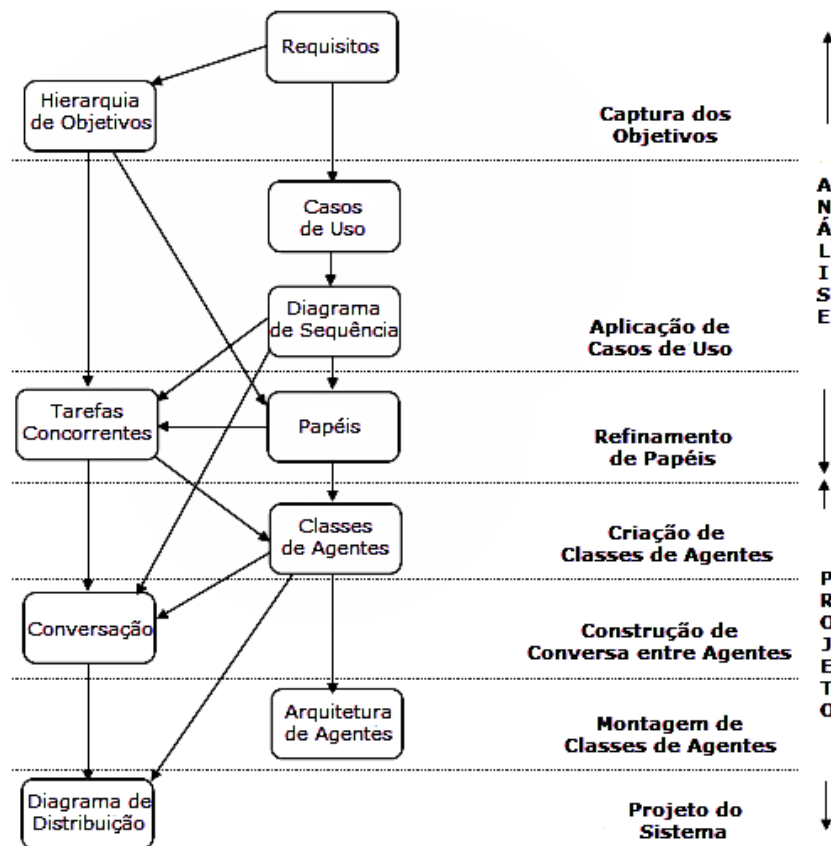 Requisitos
Hierarquia
de Objetivos
Captura dos
Objetivos
Casos
de Uso
Diagrama
de Sequência
Aplicação de
Casos de Uso
ANÁLISE
Tarefas
Concorrentes
Papéis
Refinamento
de Papéis
Classes
de Agentes
Criação de
Classes de Agentes
Conversação
Construção de
Conversa entre Agentes
PROJETO
Arquitetura
de Agentes
Montagem de
Classes de Agentes
Diagrama de
Distribuição
Projeto do
Sistema